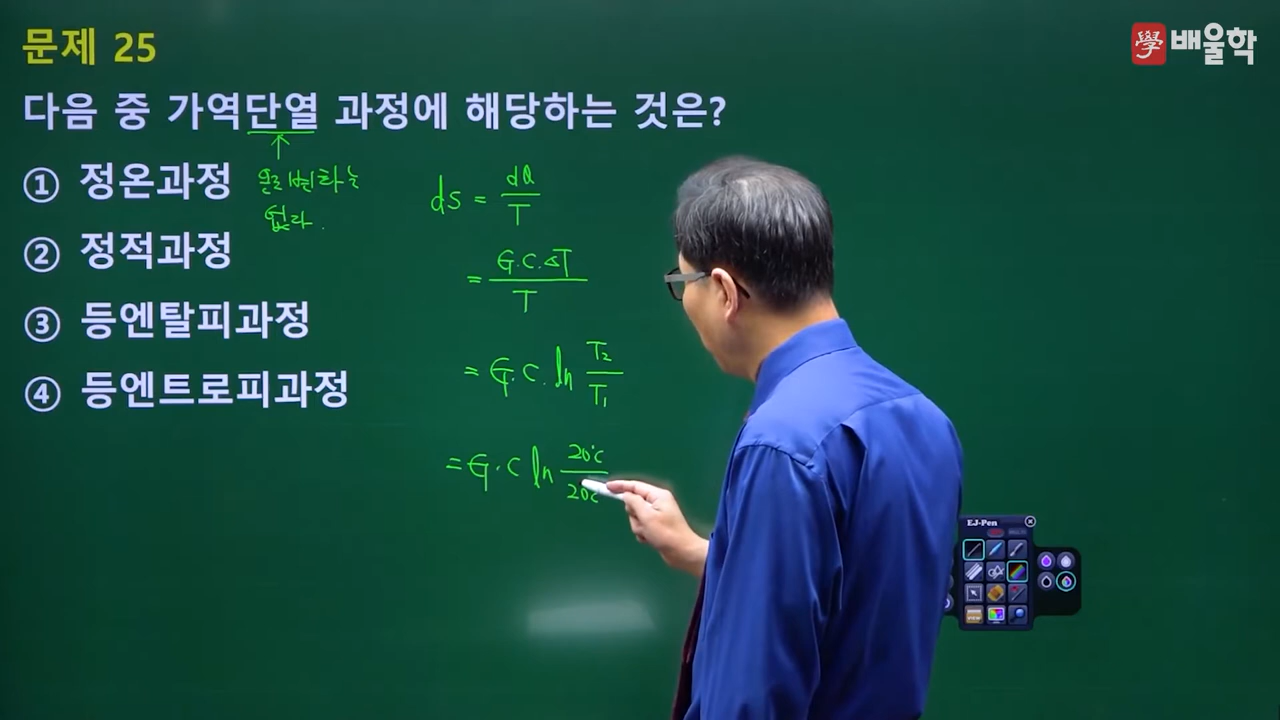 문제 25
學 배울학
다음 중 가역단열 과정에 해당하는 것은?
① 정온과정
② 정적과정
③ 등엔탈피과정
④ 등엔트로피과정
↑
열변화는
없다.
dS = dQ/T
= G.C.ΔT/T
= G.C.ln T₂/T₁
= G.C ln 20℃/20℃
EJ-Pen